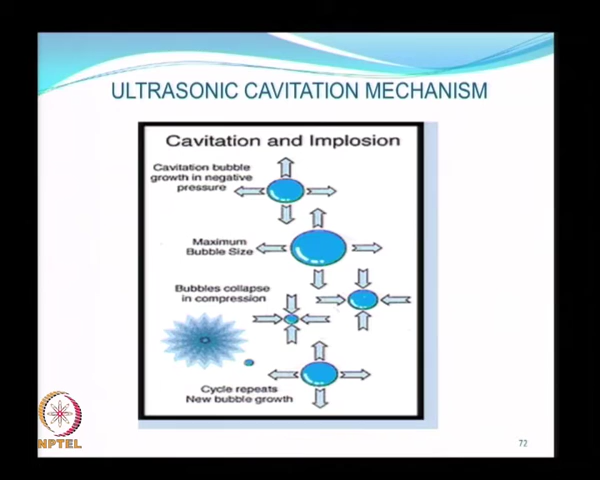 ULTRASONIC CAVITATION MECHANISM
Cavitation and Implosion
Cavitation bubble
growth in negative
pressure
Maximum
Bubble Size
Bubbles collapse
in compression
Cycle repeats
New bubble growth
NPTEL
72